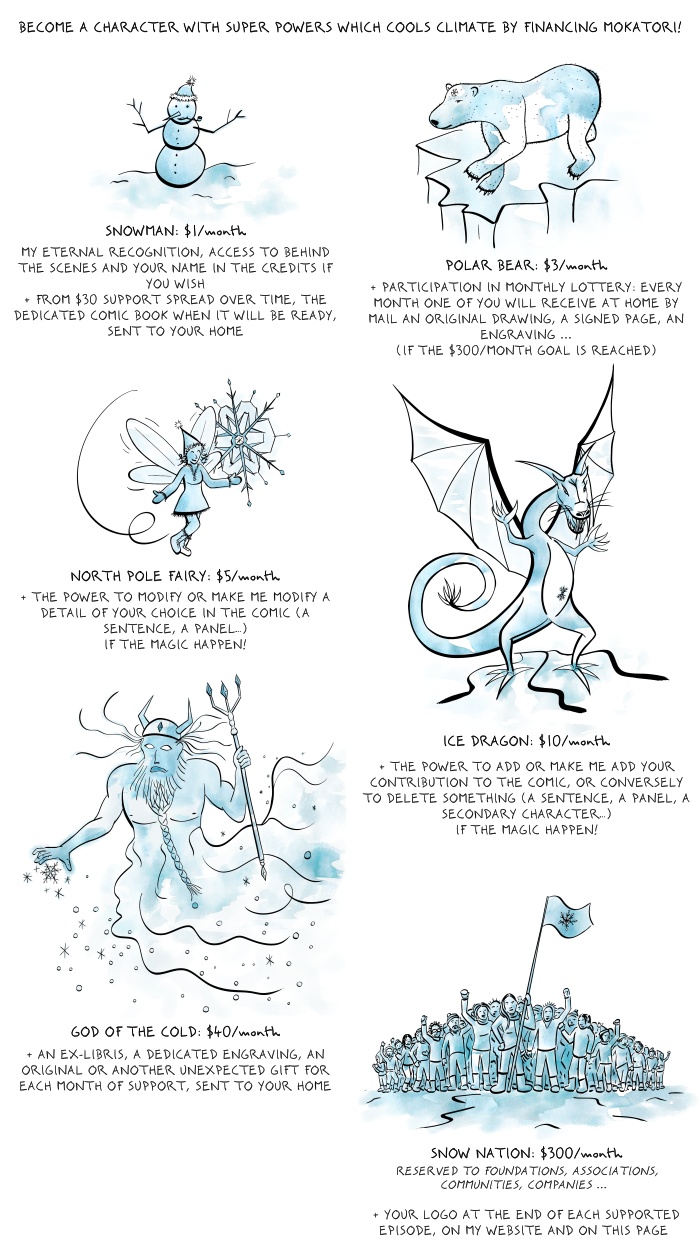 BECOME A CHARACTER WITH SUPER POWERS WHICH COOLS CLIMATE BY FINANCING MOKATORI!
SNOWMAN: $1/month
MY ETERNAL RECOGNITION, ACCESS TO BEHIND
THE SCENES AND YOUR NAME IN THE CREDITS IF
YOU WISH
+ FROM $30 SUPPORT SPREAD OVER TIME, THE
DEDICATED COMIC BOOK WHEN IT WILL BE READY,
SENT TO YOUR HOME
POLAR BEAR: $3/month
+ PARTICIPATION IN MONTHLY LOTTERY: EVERY
MONTH ONE OF YOU WILL RECEIVE AT HOME BY
MAIL AN ORIGINAL DRAWING, A SIGNED PAGE, AN
ENGRAVING ...
(IF THE $300/MONTH GOAL IS REACHED)
NORTH POLE FAIRY: $5/month
+ THE POWER TO MODIFY OR MAKE ME MODIFY A
DETAIL OF YOUR CHOICE IN THE COMIC (A
SENTENCE, A PANEL...)
IF THE MAGIC HAPPEN!
ICE DRAGON: $10/month
+ THE POWER TO ADD OR MAKE ME ADD YOUR
CONTRIBUTION TO THE COMIC, OR CONVERSELY
TO DELETE SOMETHING (A SENTENCE, A PANEL, A
SECONDARY CHARACTER...)
IF THE MAGIC HAPPEN!
GOD OF THE COLD: $40/month
+ AN EX-LIBRIS, A DEDICATED ENGRAVING, AN
ORIGINAL OR ANOTHER UNEXPECTED GIFT FOR
EACH MONTH OF SUPPORT, SENT TO YOUR HOME
SNOW NATION: $300/month
RESERVED TO FOUNDATIONS, ASSOCIATIONS,
COMMUNITIES, COMPANIES ...
+ YOUR LOGO AT THE END OF EACH SUPPORTED
EPISODE, ON MY WEBSITE AND ON THIS PAGE